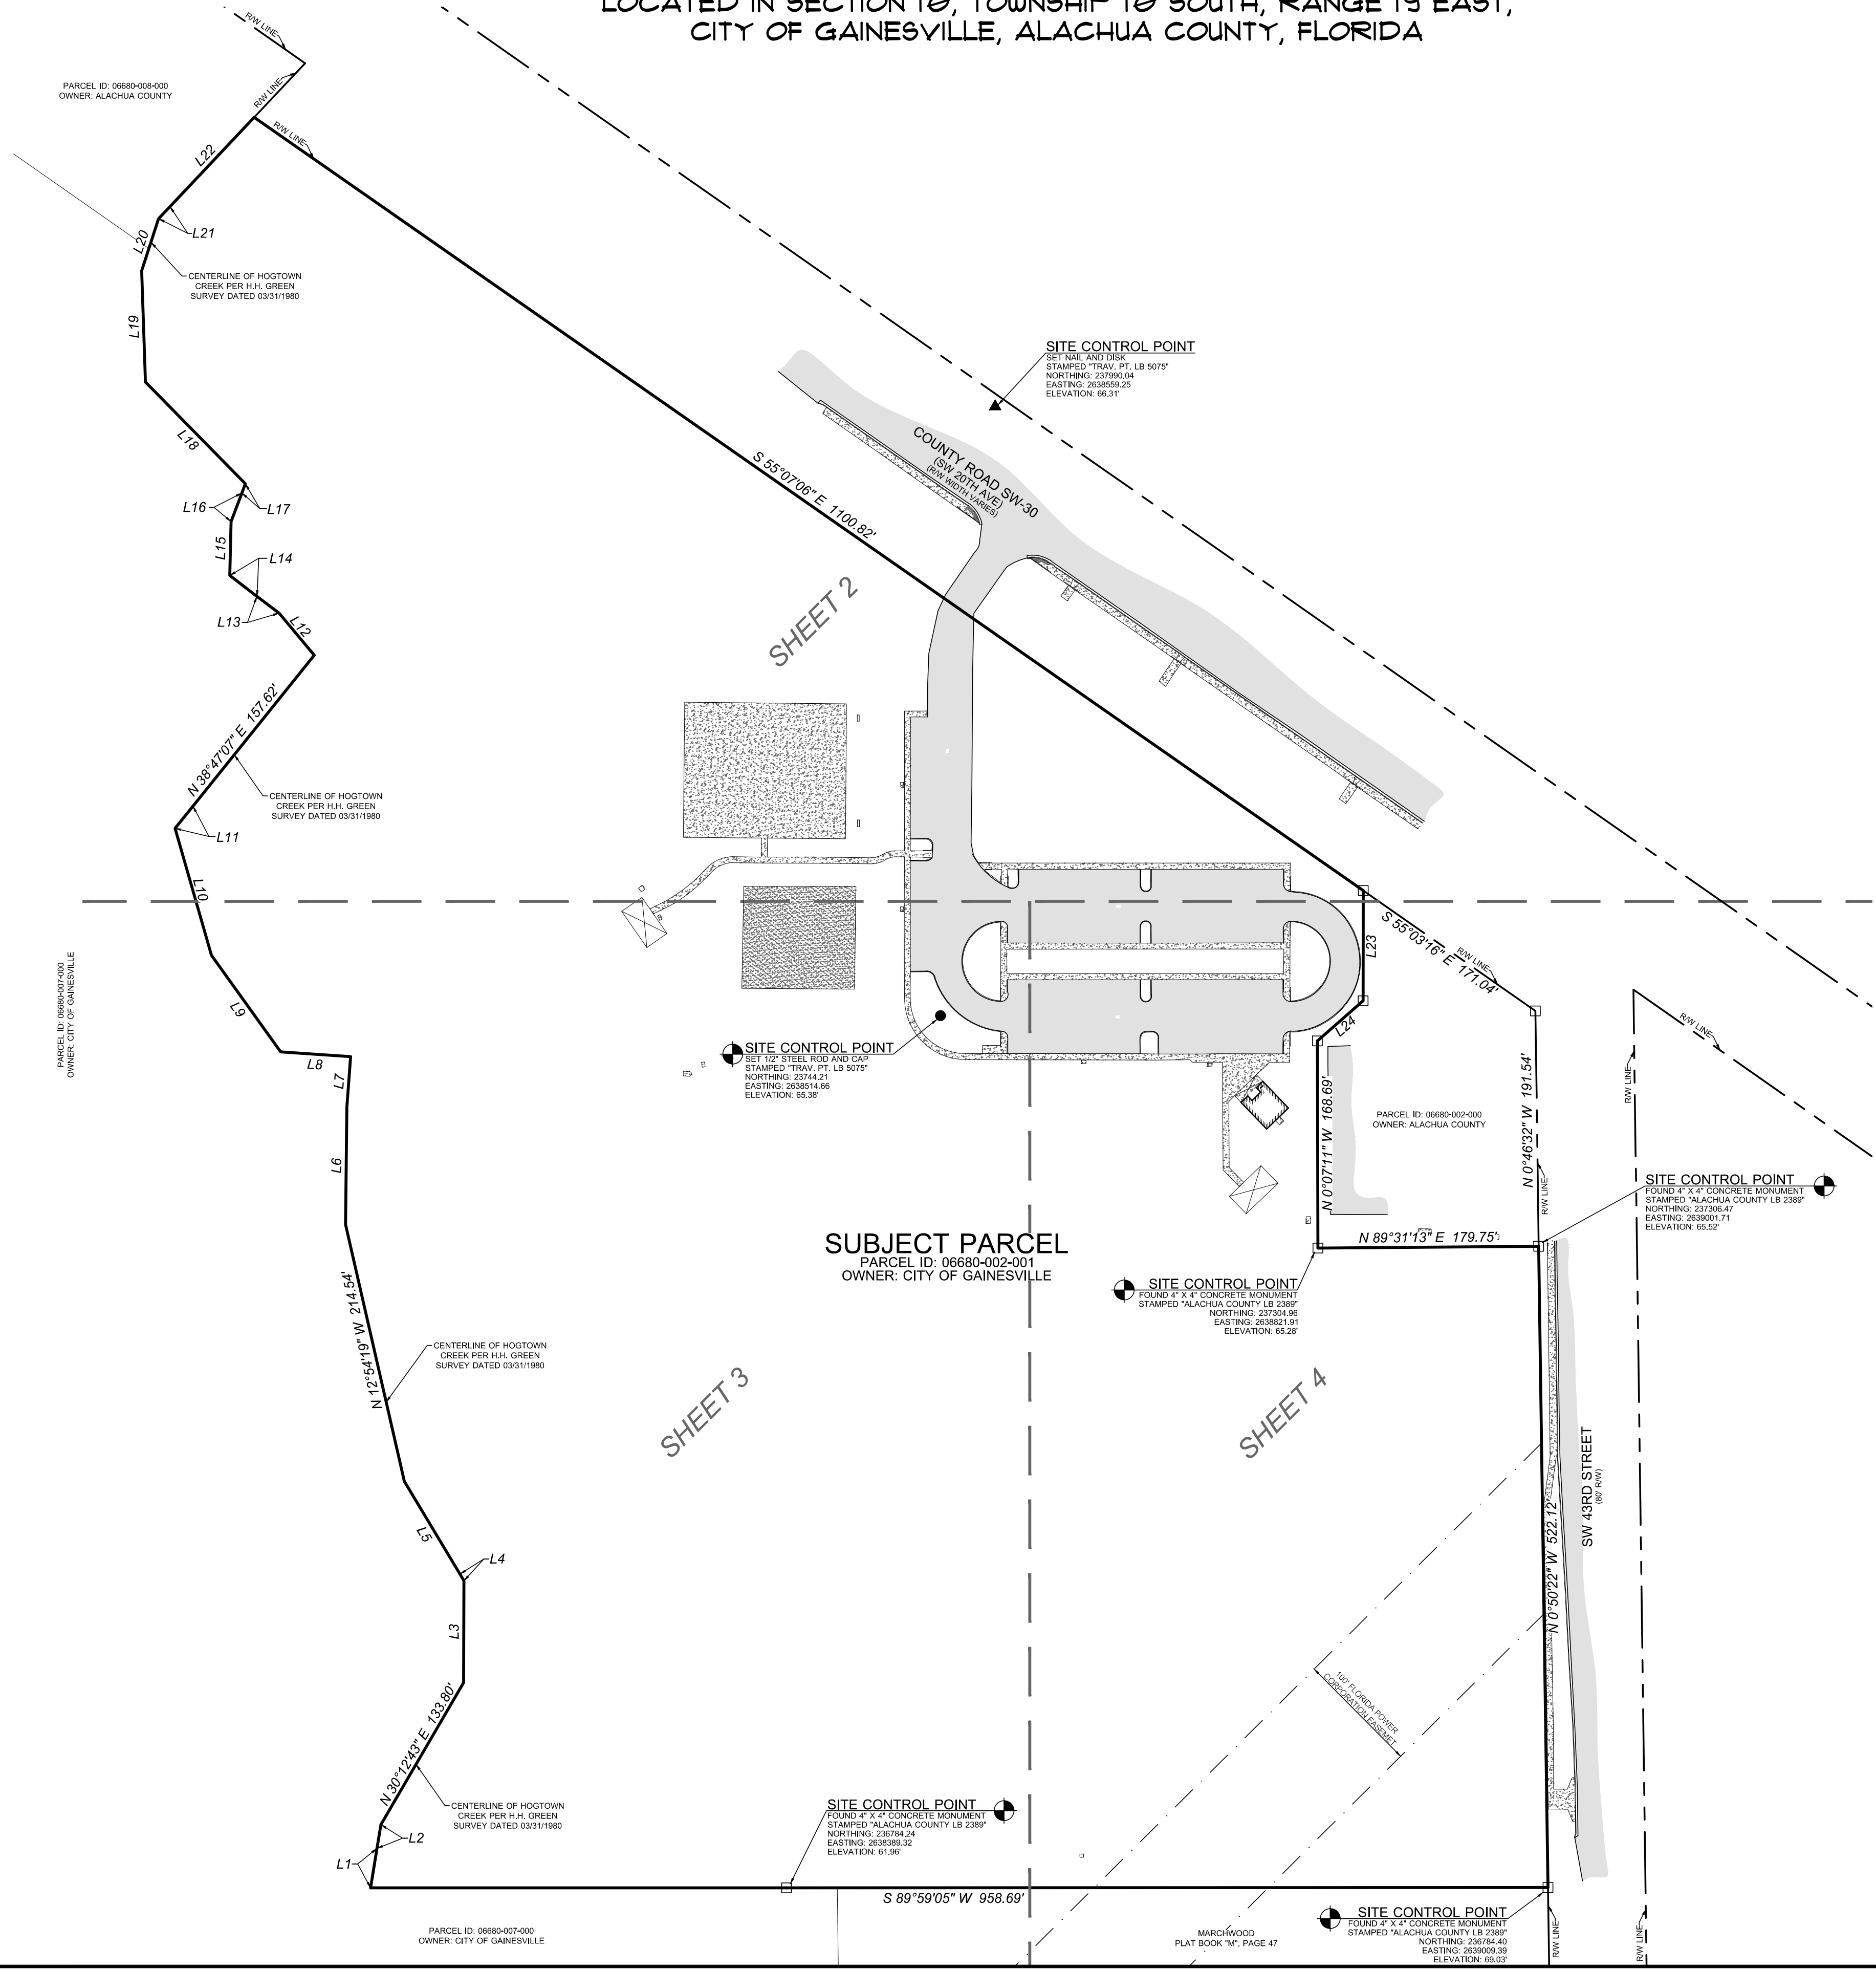 LOCATED IN SECTION 10, TOWNSHIP 10 SOUTH, RANGE 19 EAST,
CITY OF GAINESVILLE, ALACHUA COUNTY, FLORIDA
R/W LINE
PARCEL ID: 06680-008-000
OWNER: ALACHUA COUNTY
R/W LINE
R/W LINE
L22
L21
L20
CENTERLINE OF HOGTOWN
CREEK PER H.H. GREEN
SURVEY DATED 03/31/1980
L19
SITE CONTROL POINT
SET NAIL AND DISK
STAMPED "TRAV. PT. LB 5075"
NORTHING: 237990.04
EASTING: 2638559.25
ELEVATION: 66.31'
L18
S 55°07'06" E 1100.82'
COUNTY ROAD SW-30
(SW 20TH AVE)
(R/W WIDTH VARIES)
L16
L17
L15
L14
L13
L12
SHEET 2
N 38°47'07" E 157.62'
CENTERLINE OF HOGTOWN
CREEK PER H.H. GREEN
SURVEY DATED 03/31/1980
L11
L10
PARCEL ID: 06680-007-000
OWNER: CITY OF GAINESVILLE
L9
L8
L7
L6
L23
L24
S 55°03'16" E 171.04'
R/W LINE
R/W LINE
R/W LINE
SITE CONTROL POINT
SET 1/2" STEEL ROD AND CAP
STAMPED "TRAV. PT. LB 5075"
NORTHING: 23744.21
EASTING: 2638514.66
ELEVATION: 65.38'
N 0°07'11" W 168.69'
PARCEL ID: 06680-002-000
OWNER: ALACHUA COUNTY
N 0°46'32" W 191.54'
R/W LINE
SITE CONTROL POINT
FOUND 4" X 4" CONCRETE MONUMENT
STAMPED "ALACHUA COUNTY LB 2389"
NORTHING: 237306.47
EASTING: 2639001.71
ELEVATION: 65.52'
N 89°31'13" E 179.75'
SUBJECT PARCEL
PARCEL ID: 06680-002-001
OWNER: CITY OF GAINESVILLE
SITE CONTROL POINT
FOUND 4" X 4" CONCRETE MONUMENT
STAMPED "ALACHUA COUNTY LB 2389"
NORTHING: 237304.96
EASTING: 2638821.91
ELEVATION: 65.28'
N 12°54'19" W 214.54'
CENTERLINE OF HOGTOWN
CREEK PER H.H. GREEN
SURVEY DATED 03/31/1980
SHEET 3
SHEET 4
L5
L4
L3
SW 43RD STREET
(80' R/W)
N 0°50'22" W 522.12'
100' FLORIDA POWER
CORPORATION EASEMET
N 30°12'43" E 133.80'
CENTERLINE OF HOGTOWN
CREEK PER H.H. GREEN
SURVEY DATED 03/31/1980
L2
L1
SITE CONTROL POINT
FOUND 4" X 4" CONCRETE MONUMENT
STAMPED "ALACHUA COUNTY LB 2389"
NORTHING: 236784.24
EASTING: 2638389.32
ELEVATION: 61.96'
S 89°59'05" W 958.69'
PARCEL ID: 06680-007-000
OWNER: CITY OF GAINESVILLE
MARCHWOOD
PLAT BOOK "M", PAGE 47
SITE CONTROL POINT
FOUND 4" X 4" CONCRETE MONUMENT
STAMPED "ALACHUA COUNTY LB 2389"
NORTHING: 236784.40
EASTING: 2639009.39
ELEVATION: 69.03'
R/W LINE
R/W LINE